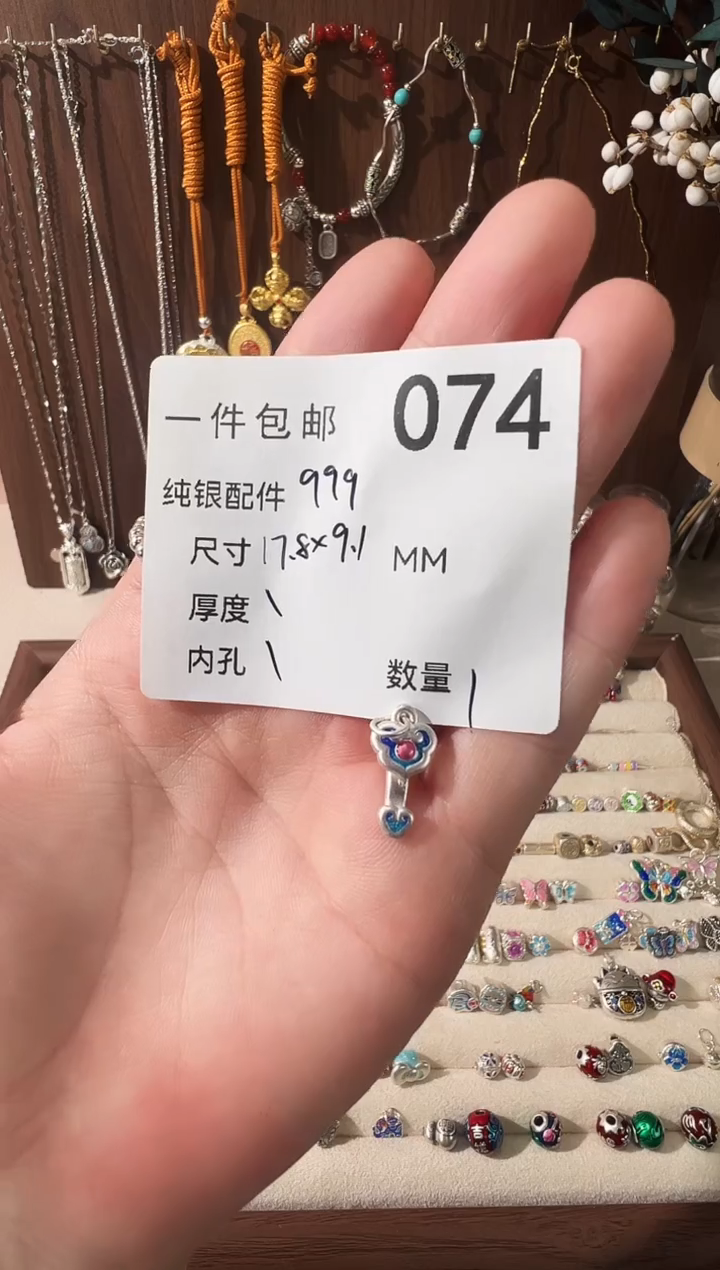 一件包邮 074
纯银配件 999
尺寸 17.8×9.1 MM
厚度 \
内孔 \ 数量 1
吉